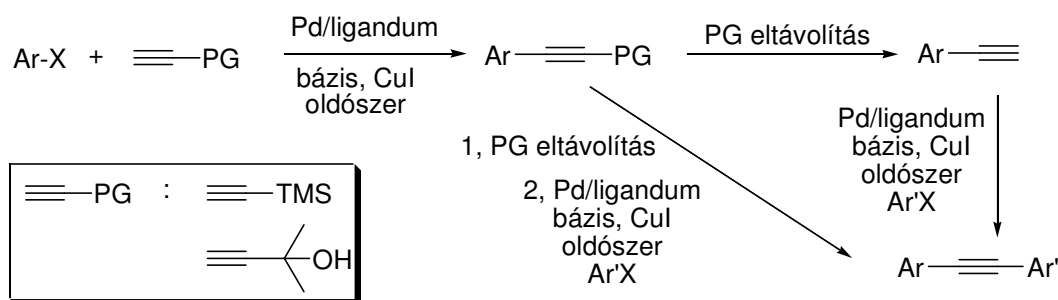 Ar-X + PG
Pd/ligandum
bázis, CuI
oldószer
Ar PG
PG eltávolítás
Ar
1, PG eltávolítás
2, Pd/ligandum
bázis, CuI
oldószer
Ar'X
Pd/ligandum
bázis, CuI
oldószer
Ar'X
Ar Ar'
PG : TMS
OH